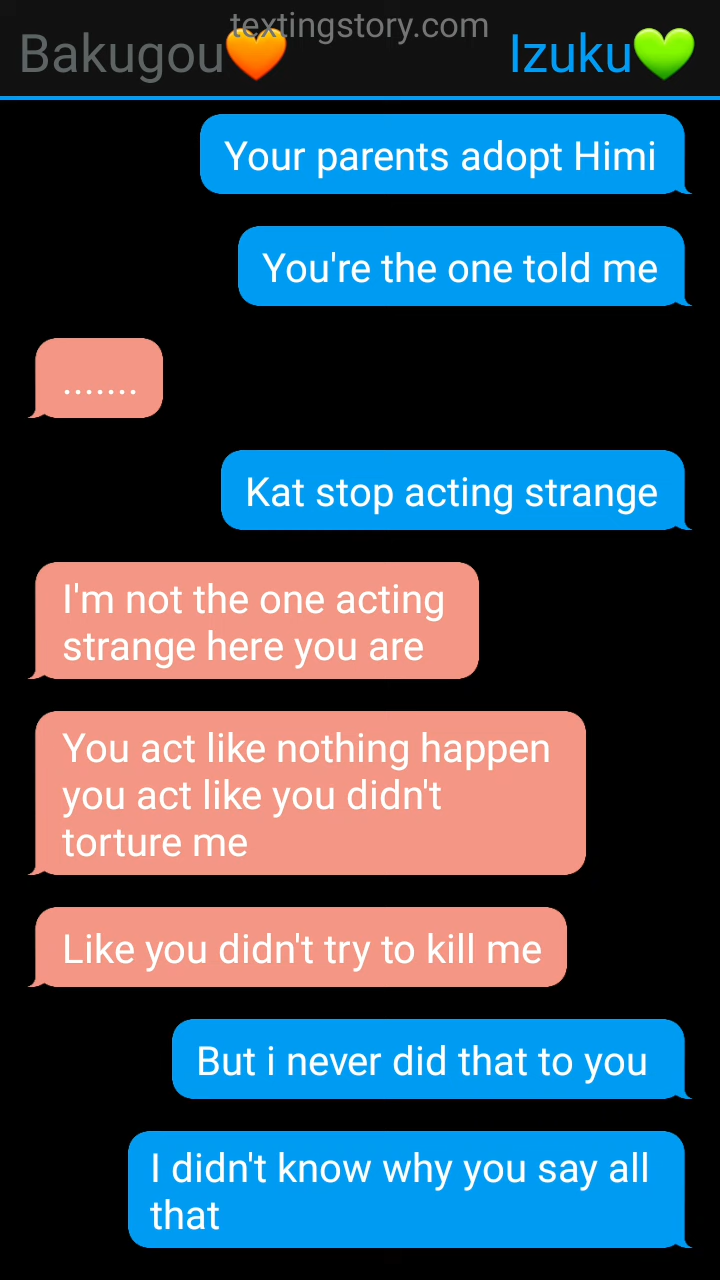 textingstory.com
Bakugou🧡 Izuku💚
Your parents adopt Himi
You're the one told me
.......
Kat stop acting strange
I'm not the one acting
strange here you are
You act like nothing happen
you act like you didn't
torture me
Like you didn't try to kill me
But i never did that to you
I didn't know why you say all
that